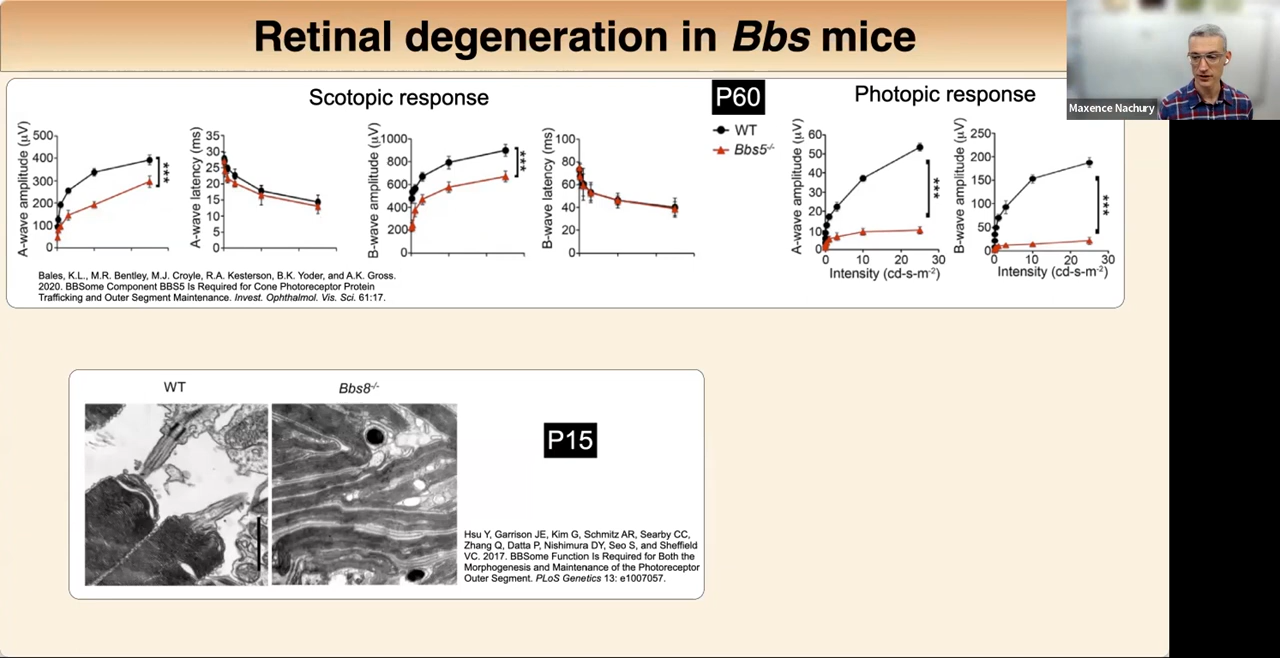 Retinal degeneration in Bbs mice
Maxence Nachury
Scotopic response
P60
Photopic response
WT
Bbs5-/-
A-wave amplitude (µV)
500
400
300
200
100
0
A-wave latency (ms)
35
30
25
20
15
10
5
0
B-wave amplitude (µV)
1000
800
600
400
200
0
B-wave latency (ms)
100
80
60
40
20
0
A-wave amplitude (µV)
60
50
40
30
20
10
0
0 10 20 30
Intensity (cd-s-m-2)
B-wave amplitude (µV)
250
200
150
100
50
0
0 10 20 30
Intensity (cd-s-m-2)
***
***
***
***
Bales, K.L., M.R. Bentley, M.J. Croyle, R.A. Kesterson, B.K. Yoder, and A.K. Gross.
2020. BBSome Component BBS5 Is Required for Cone Photoreceptor Protein
Trafficking and Outer Segment Maintenance. Invest. Ophthalmol. Vis. Sci. 61:17.
WT
Bbs8-/-
P15
Hsu Y, Garrison JE, Kim G, Schmitz AR, Searby CC,
Zhang Q, Datta P, Nishimura DY, Seo S, and Sheffield
VC. 2017. BBSome Function Is Required for Both the
Morphogenesis and Maintenance of the Photoreceptor
Outer Segment. PLoS Genetics 13: e1007057.